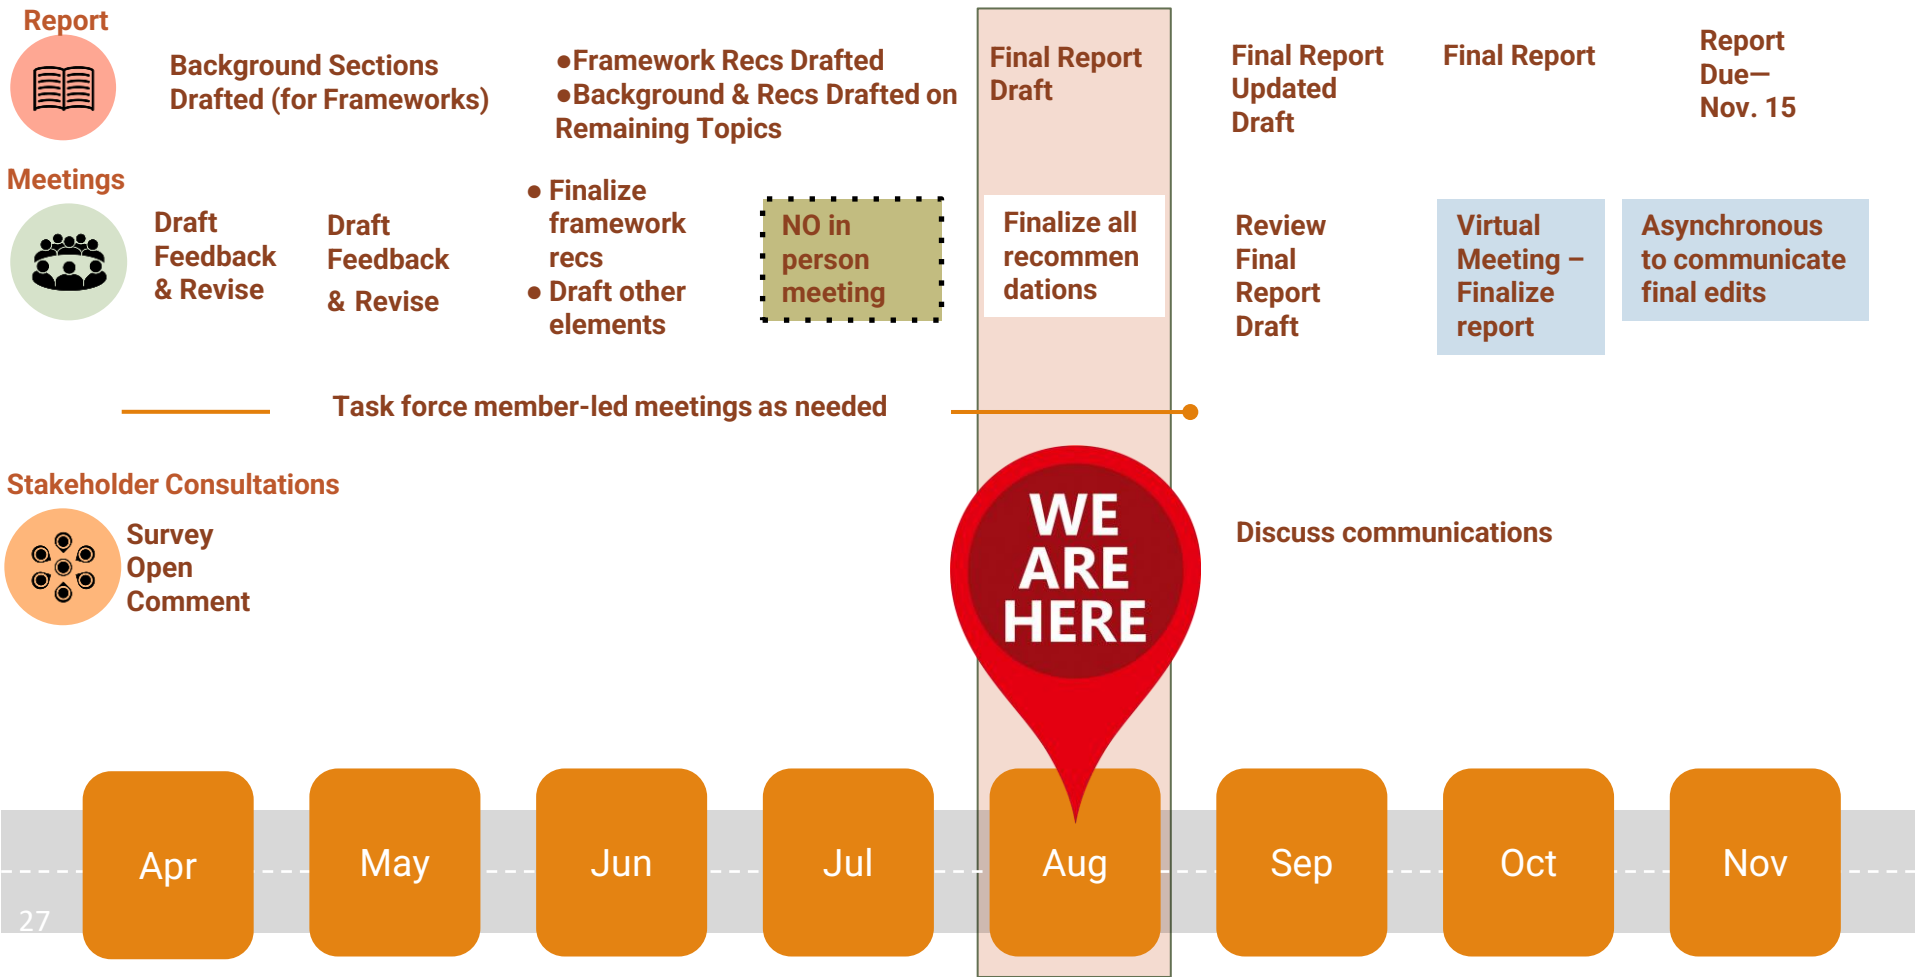 Report
Background Sections
Drafted (for Frameworks)
●Framework Recs Drafted
●Background & Recs Drafted on
Remaining Topics
Final Report
Draft
Final Report
Updated
Draft
Final Report
Report
Due—
Nov. 15
Meetings
Draft
Feedback
& Revise
Draft
Feedback
& Revise
● Finalize
framework
recs
● Draft other
elements
NO in
person
meeting
Finalize all
recommen
dations
Review
Final
Report
Draft
Virtual
Meeting –
Finalize
report
Asynchronous
to communicate
final edits
Task force member-led meetings as needed
Stakeholder Consultations
Survey
Open
Comment
WE
ARE
HERE
Discuss communications
Apr
May
Jun
Jul
Aug
Sep
Oct
Nov
27